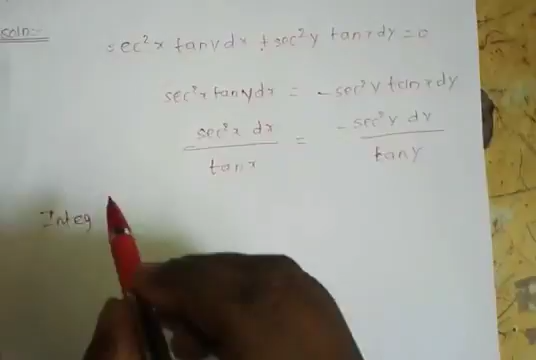 soln:-
sec²x tany dx + sec²y tanx dy = 0
sec²x tany dx = -sec²y tanx dy
sec²x dx / tanx = -sec²y dy / tany
Integ